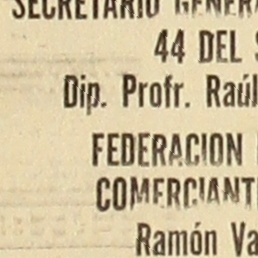 SECRETARIO GENERA
44 DEL S
Dip. Profr. Raúl
FEDERACION
COMERCIANT
Ramón Va